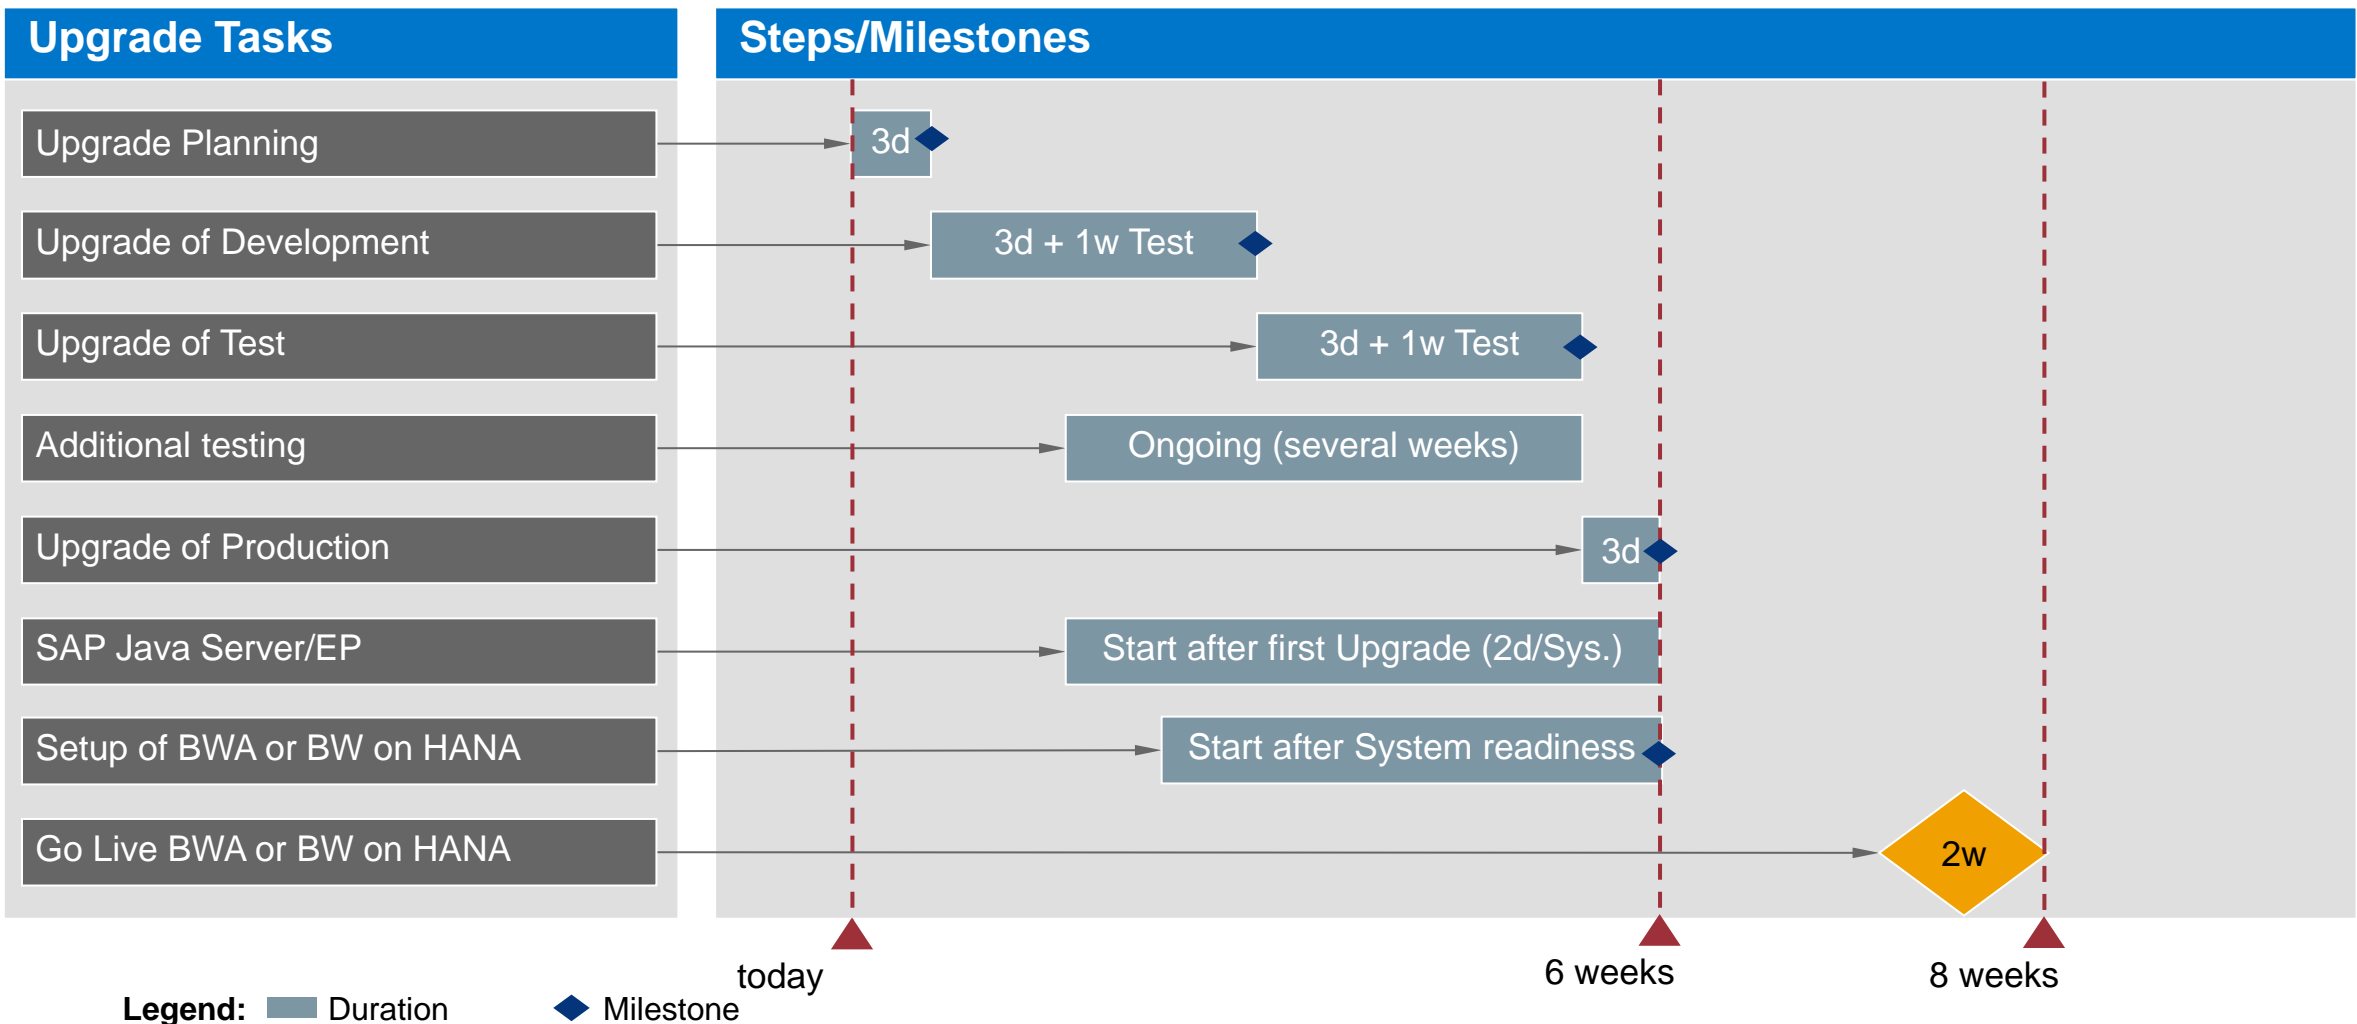 Upgrade Tasks
Steps/Milestones
Upgrade Planning
3d
Upgrade of Development
3d + 1w Test
Upgrade of Test
3d + 1w Test
Additional testing
Ongoing (several weeks)
Upgrade of Production
3d
SAP Java Server/EP
Start after first Upgrade (2d/Sys.)
Setup of BWA or BW on HANA
Start after System readiness
Go Live BWA or BW on HANA
2w
today
6 weeks
8 weeks
Legend:
Duration
Milestone